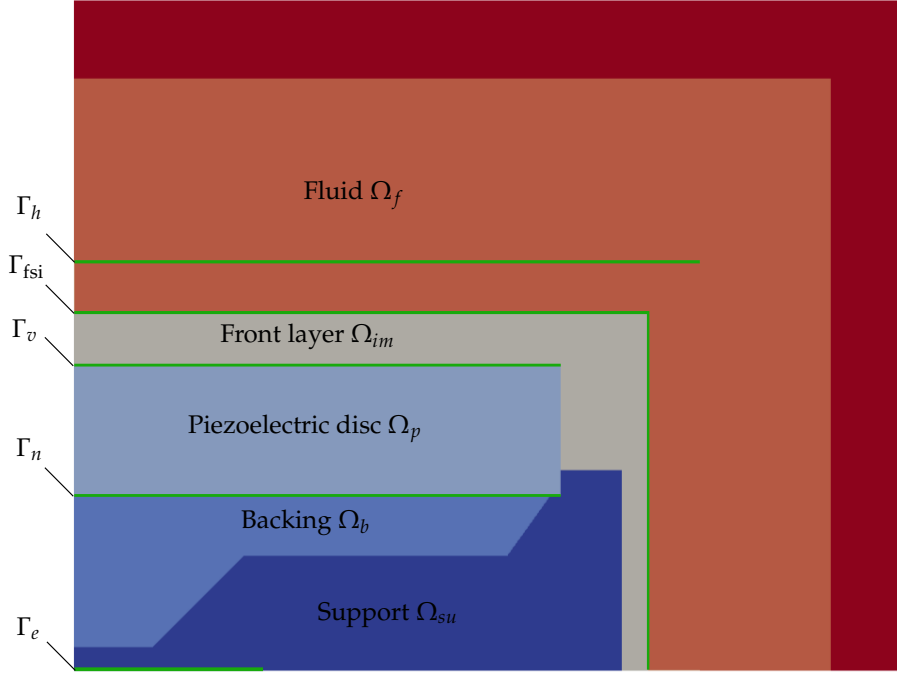 Fluid Ω_f
Γ_h
Γ_fsi
Front layer Ω_im
Γ_v
Piezoelectric disc Ω_p
Γ_n
Backing Ω_b
Support Ω_su
Γ_e